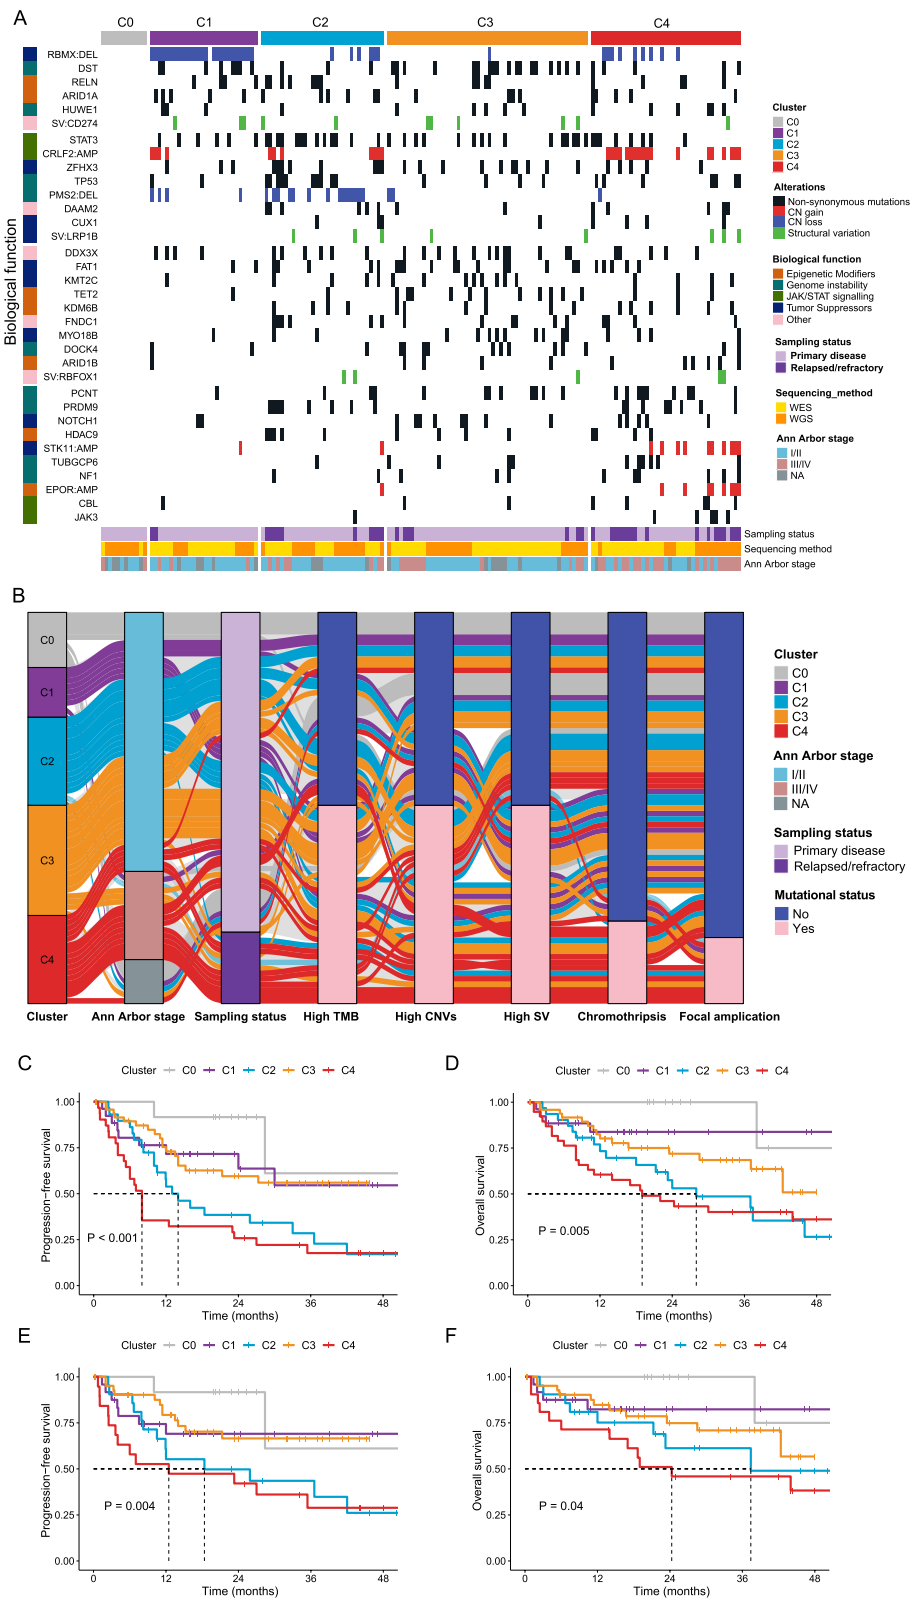 A
C0 C1 C2 C3 C4
Biological function
RBMX:DEL
DST
RELN
ARID1A
HUWE1
SV:CD274
STAT3
CRLF2:AMP
ZFHX3
TP53
PMS2:DEL
DAAM2
CUX1
SV:LRP1B
DDX3X
FAT1
KMT2C
TET2
KDM6B
FNDC1
MYO18B
DOCK4
ARID1B
SV:RBFOX1
PCNT
PRDM9
NOTCH1
HDAC9
STK11:AMP
TUBGCP6
NF1
EPOR:AMP
CBL
JAK3
Sampling status
Sequencing method
Ann Arbor stage
Cluster
C0
C1
C2
C3
C4
Alterations
Non-synonymous mutations
CN gain
CN loss
Structural variation
Biological function
Epigenetic Modifiers
Genome instability
JAK/STAT signalling
Tumor Suppressors
Other
Sampling status
Primary disease
Relapsed/refractory
Sequencing_method
WES
WGS
Ann Arbor stage
I/II
III/IV
NA
B
C0
C1
C2
C3
C4
Cluster Ann Arbor stage Sampling status High TMB High CNVs High SV Chromothripsis Focal amplication
Cluster
C0
C1
C2
C3
C4
Ann Arbor stage
I/II
III/IV
NA
Sampling status
Primary disease
Relapsed/refractory
Mutational status
No
Yes
C
Cluster C0 C1 C2 C3 C4
Progression-free survival
1.00
0.75
0.50
0.25
0.00
P < 0.001
0 12 24 36 48
Time (months)
D
Cluster C0 C1 C2 C3 C4
Overall survival
1.00
0.75
0.50
0.25
0.00
P = 0.005
0 12 24 36 48
Time (months)
E
Cluster C0 C1 C2 C3 C4
Progression-free survival
1.00
0.75
0.50
0.25
0.00
P = 0.004
0 12 24 36 48
Time (months)
F
Cluster C0 C1 C2 C3 C4
Overall survival
1.00
0.75
0.50
0.25
0.00
P = 0.04
0 12 24 36 48
Time (months)